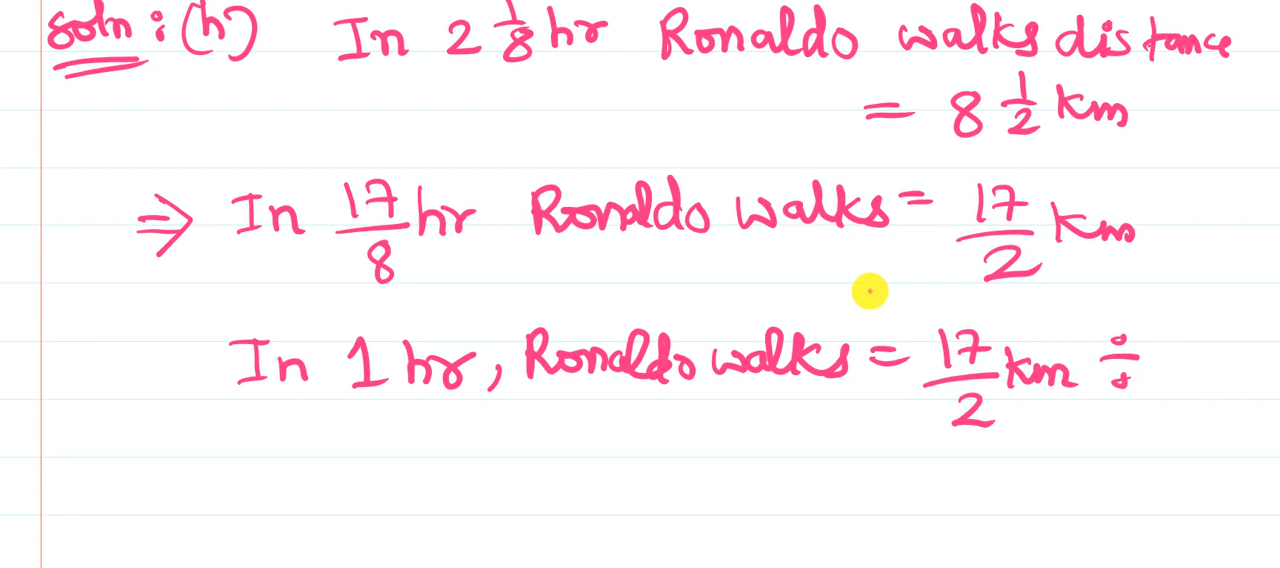 soln : (h) In 2 1/8 hr Ronaldo walks distance
= 8 1/2 km
⇒ In 17/8 hr Ronaldo walks = 17/2 km
In 1 hr, Ronaldo walks = 17/2 km ÷